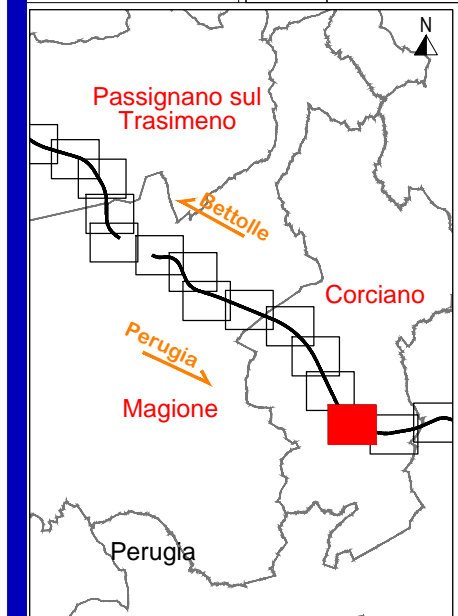 N
Passignano sul
Trasimeno
Bettolle
Corciano
Perugia
Magione
Perugia